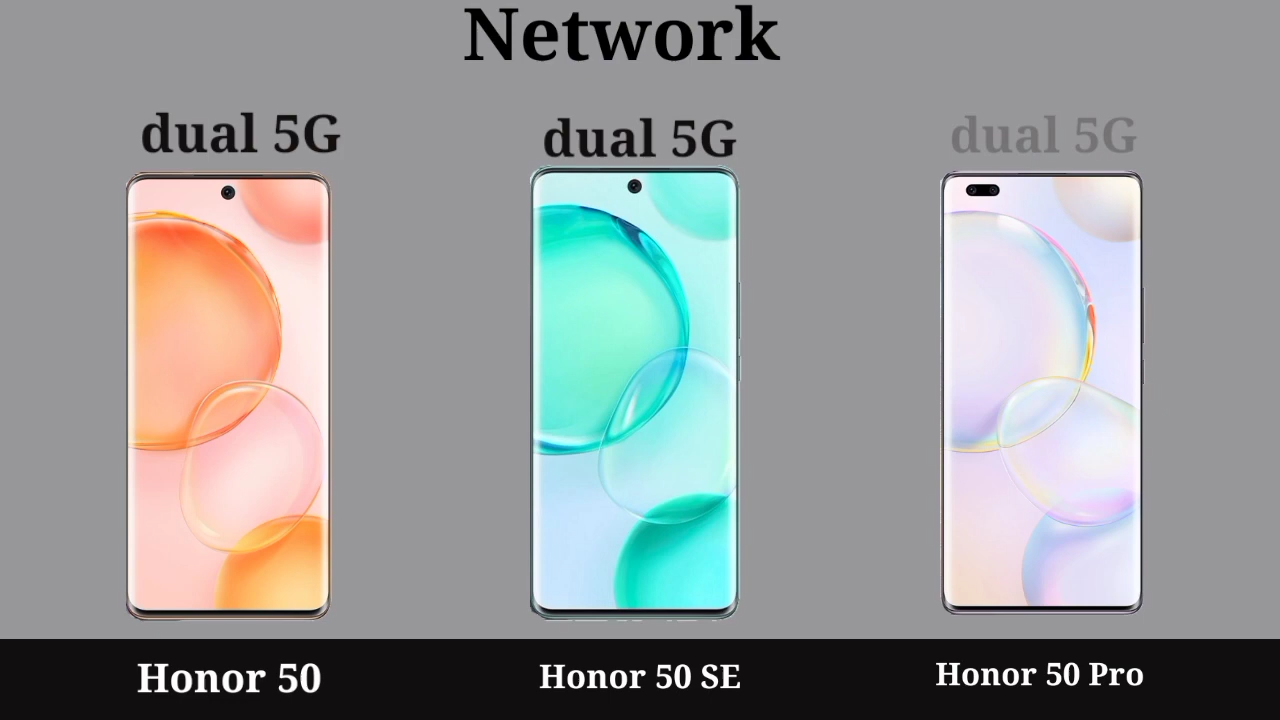 Network
dual 5G
dual 5G
dual 5G
Honor 50
Honor 50 SE
Honor 50 Pro